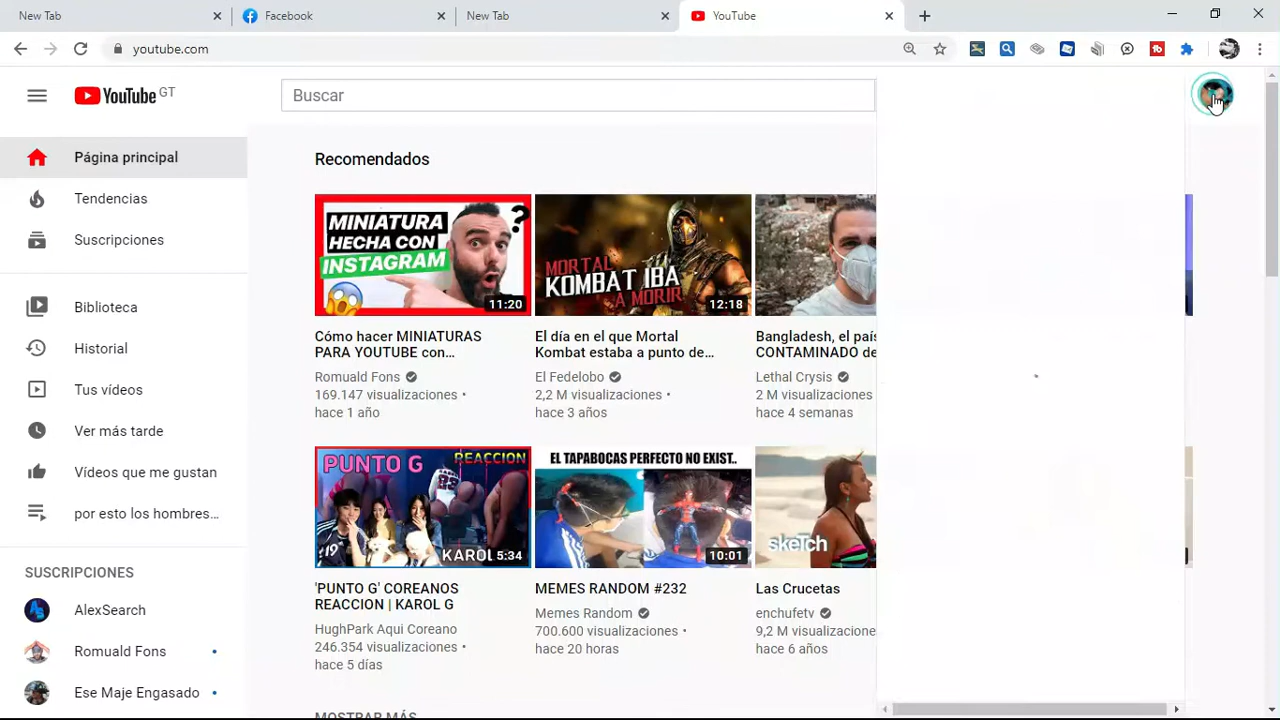 New Tab
Facebook
New Tab
YouTube
youtube.com
YouTube GT
Buscar
Página principal
Tendencias
Suscripciones
Biblioteca
Historial
Tus vídeos
Ver más tarde
Vídeos que me gustan
por esto los hombres...
SUSCRIPCIONES
AlexSearch
Romuald Fons
Ese Maje Engasado
Recomendados
MINIATURA
HECHA CON
INSTAGRAM
?
11:20
Cómo hacer MINIATURAS
PARA YOUTUBE con...
Romuald Fons
169.147 visualizaciones •
hace 1 año
MORTAL
KOMBAT IBA
A MORIR
12:18
El día en el que Mortal
Kombat estaba a punto de...
El Fedelobo
2,2 M visualizaciones •
hace 3 años
Bangladesh, el paí
CONTAMINADO de
Lethal Crysis
2 M visualizaciones
hace 4 semanas
PUNTO G
REACCION
KAROL
5:34
'PUNTO G' COREANOS
REACCION | KAROL G
HughPark Aqui Coreano
246.354 visualizaciones •
hace 5 días
EL TAPABOCAS PERFECTO NO EXIST..
10:01
MEMES RANDOM #232
Memes Random
700.600 visualizaciones •
hace 20 horas
skeTch
Las Crucetas
enchufetv
9,2 M visualizacione
hace 6 años
MOSTRAR MÁS